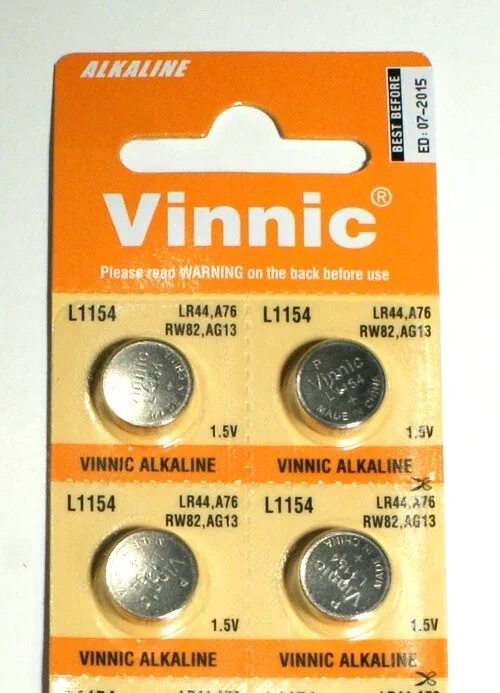 ALKALINE
BEST BEFORE
ED: 07-2015
Vinnic®
Please read WARNING on the back before use
L1154 LR44,A76
RW82,AG13
1.5V
VINNIC ALKALINE
L1154 LR44,A76
RW82,AG13
P
Vinnic
L1154
+
MADE IN CHINA
1.5V
VINNIC ALKALINE
L1154 LR44,A76
RW82,AG13
Vinnic
1.5V
VINNIC ALKALINE
L1154 LR44,A76
RW82,AG13
P
Vinnic
L1154
+
MADE IN CHINA
1.5V
VINNIC ALKALINE